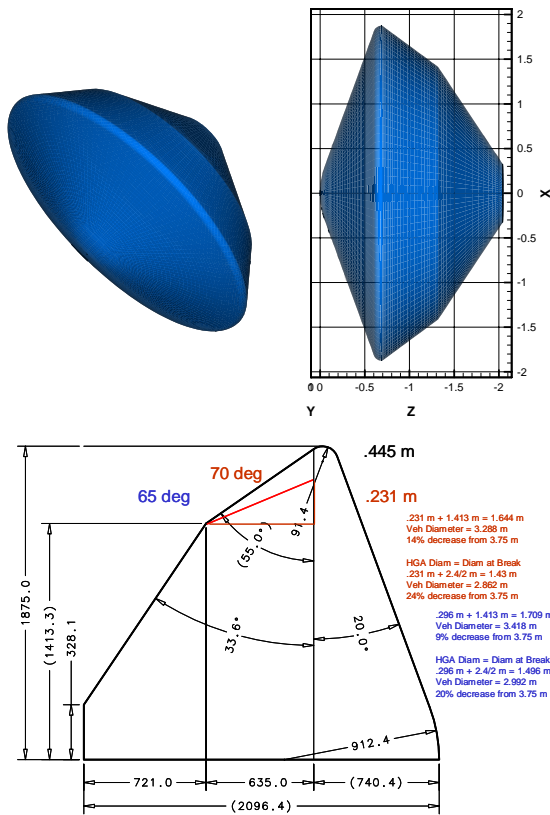 2
1.5
1
0.5
0
-0.5
-1
-1.5
-2
X
0 -0.5 -1 -1.5 -2
Y Z
.445 m
70 deg
65 deg
.231 m
91.4
(55.0°)
33.6°
20.0°
912.4
1875.0
(1413.3)
328.1
.231 m + 1.413 m = 1.644 m
Veh Diameter = 3.288 m
14% decrease from 3.75 m
HGA Diam = Diam at Break
.231 m + 2.4/2 m = 1.43 m
Veh Diameter = 2.862 m
24% decrease from 3.75 m
.296 m + 1.413 m = 1.709 m
Veh Diameter = 3.418 m
9% decrease from 3.75 m
HGA Diam = Diam at Break
.296 m + 2.4/2 m = 1.496 m
Veh Diameter = 2.992 m
20% decrease from 3.75 m
721.0 635.0 (740.4)
(2096.4)